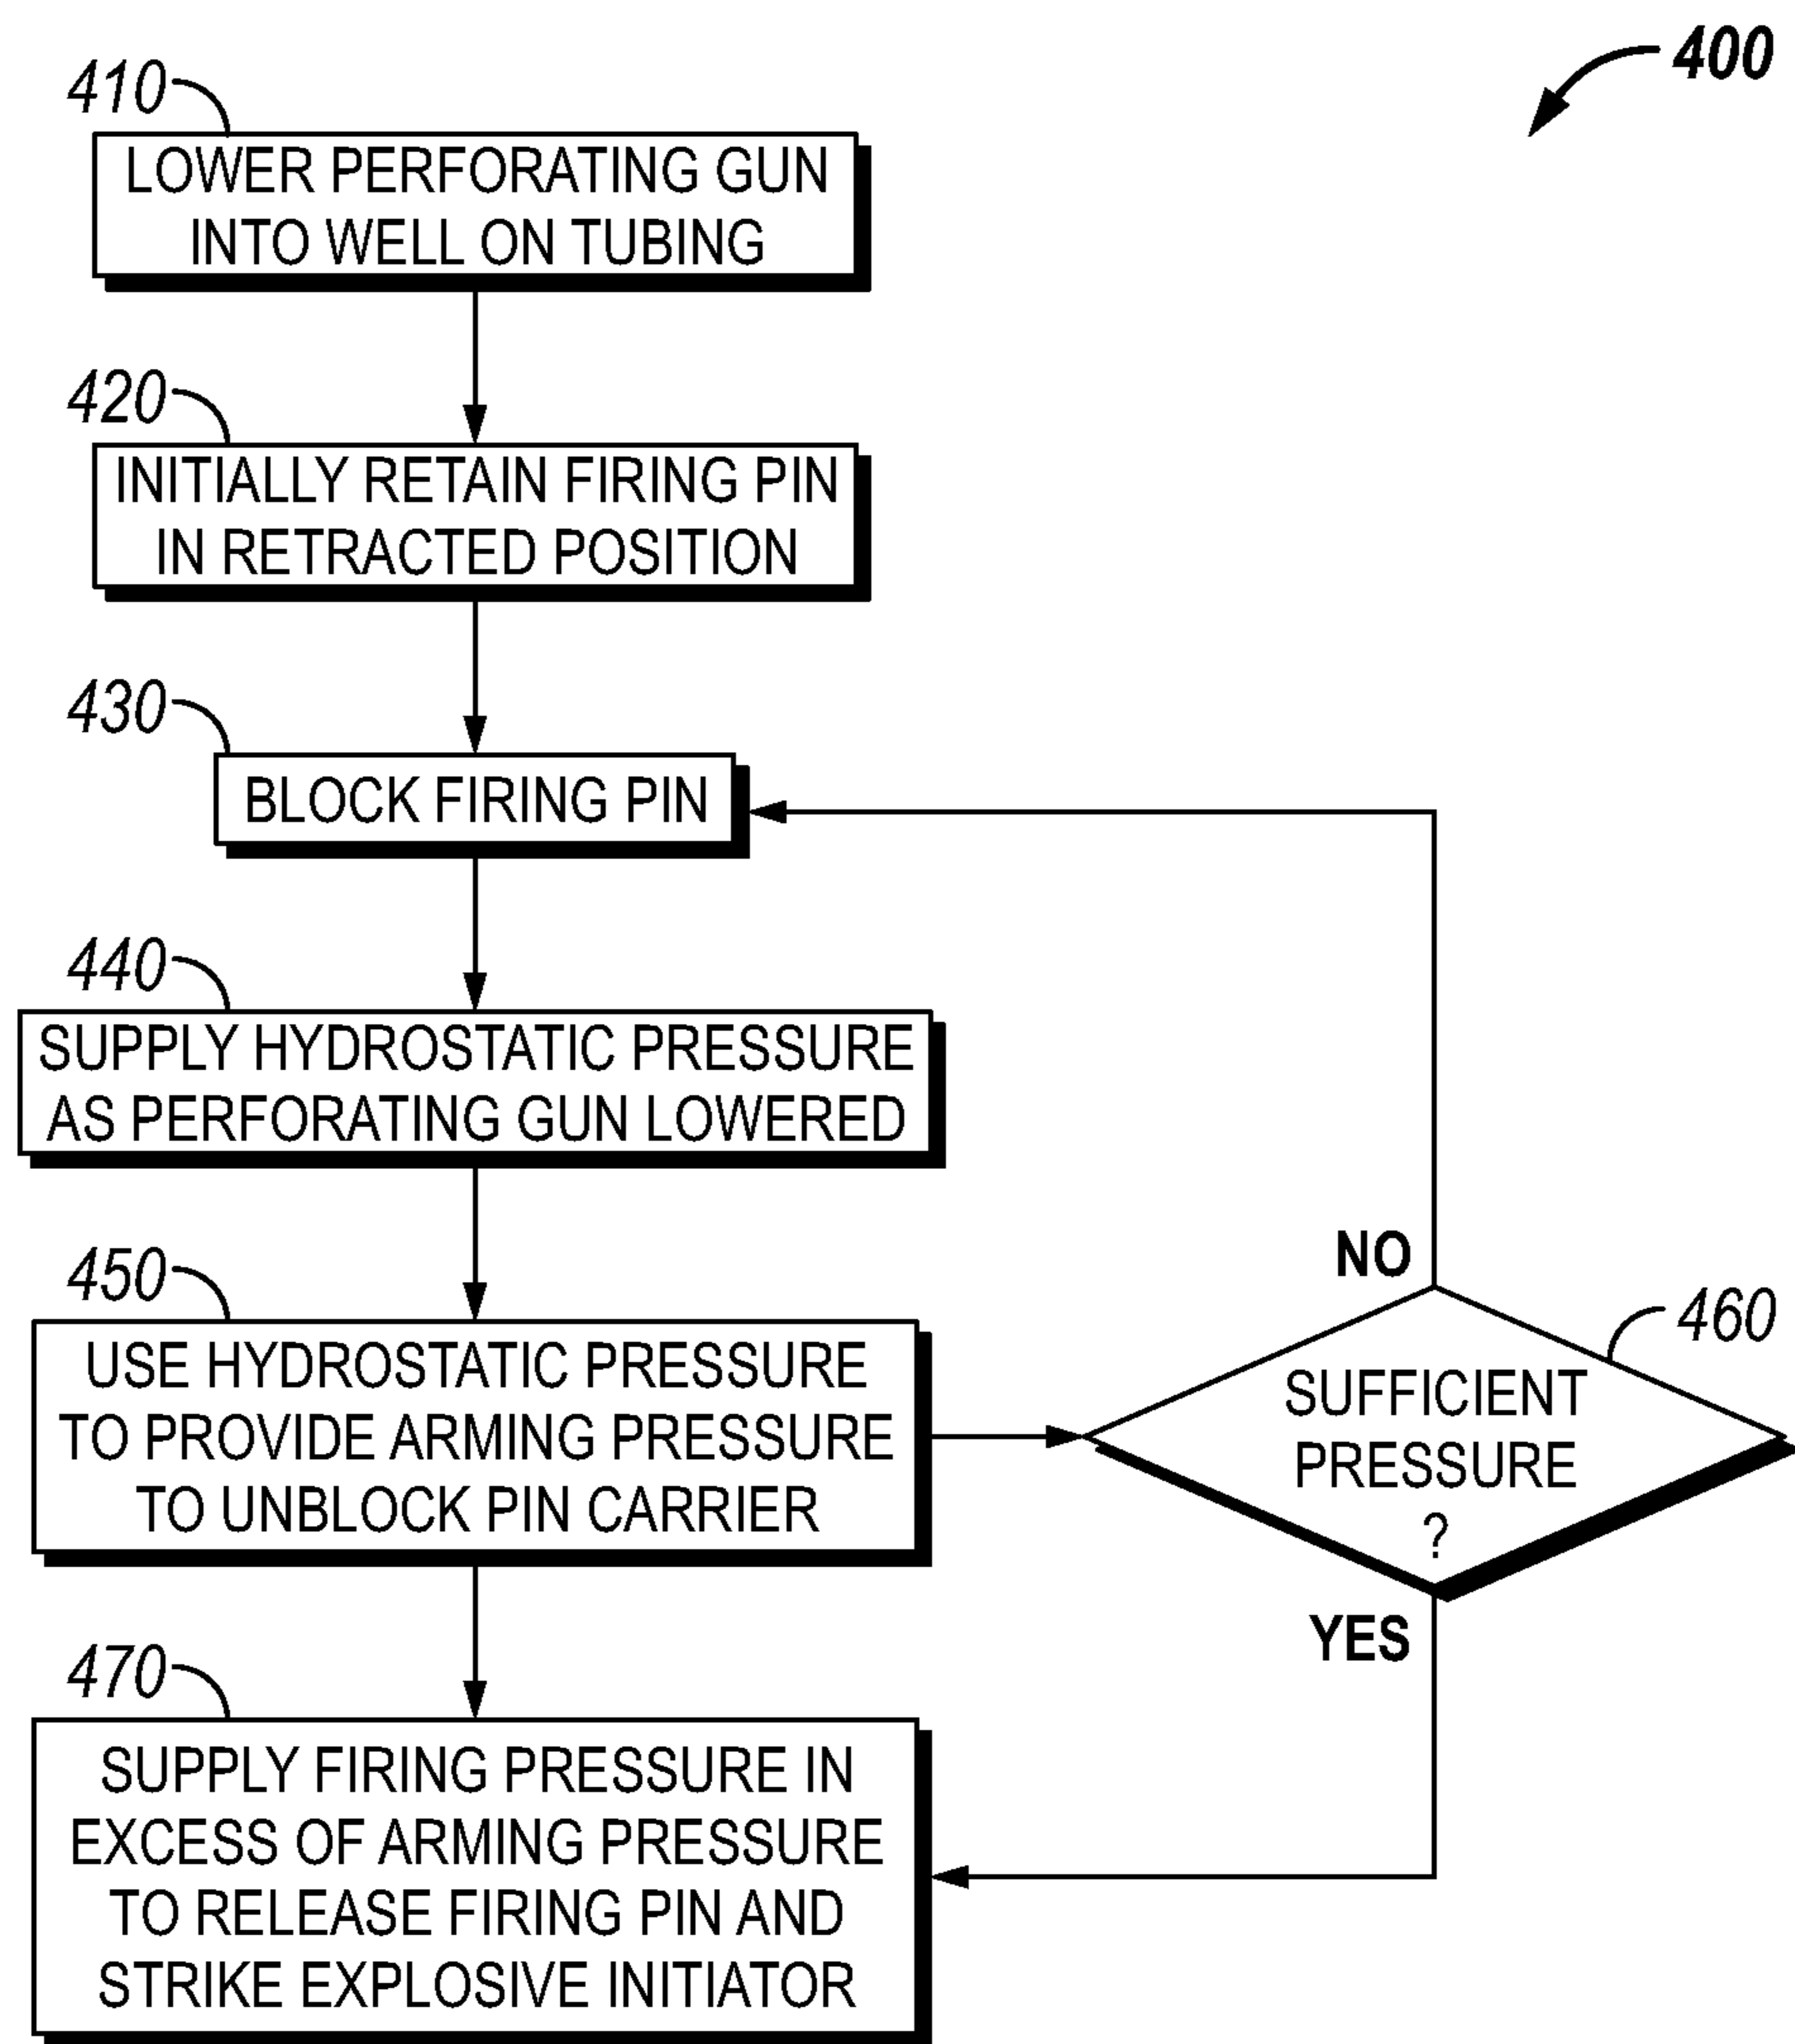 400
410
LOWER PERFORATING GUN
INTO WELL ON TUBING
420
INITIALLY RETAIN FIRING PIN
IN RETRACTED POSITION
430
BLOCK FIRING PIN
440
SUPPLY HYDROSTATIC PRESSURE
AS PERFORATING GUN LOWERED
450
USE HYDROSTATIC PRESSURE
TO PROVIDE ARMING PRESSURE
TO UNBLOCK PIN CARRIER
NO
460
SUFFICIENT
PRESSURE
?
YES
470
SUPPLY FIRING PRESSURE IN
EXCESS OF ARMING PRESSURE
TO RELEASE FIRING PIN AND
STRIKE EXPLOSIVE INITIATOR